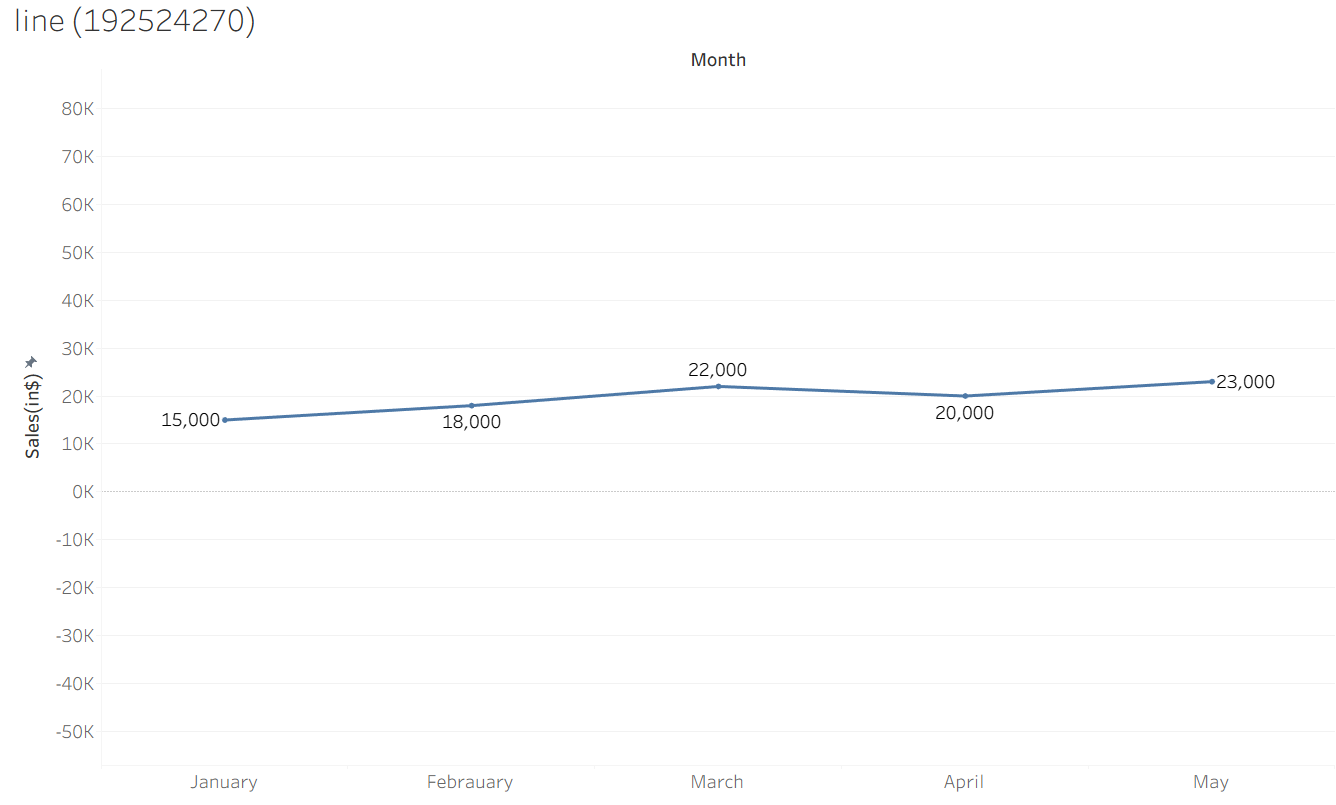 line (192524270)
Month
80K
70K
60K
50K
40K
30K
20K
10K
0K
-10K
-20K
-30K
-40K
-50K
Sales(in$)
15,000
18,000
22,000
20,000
23,000
January
Febrauary
March
April
May